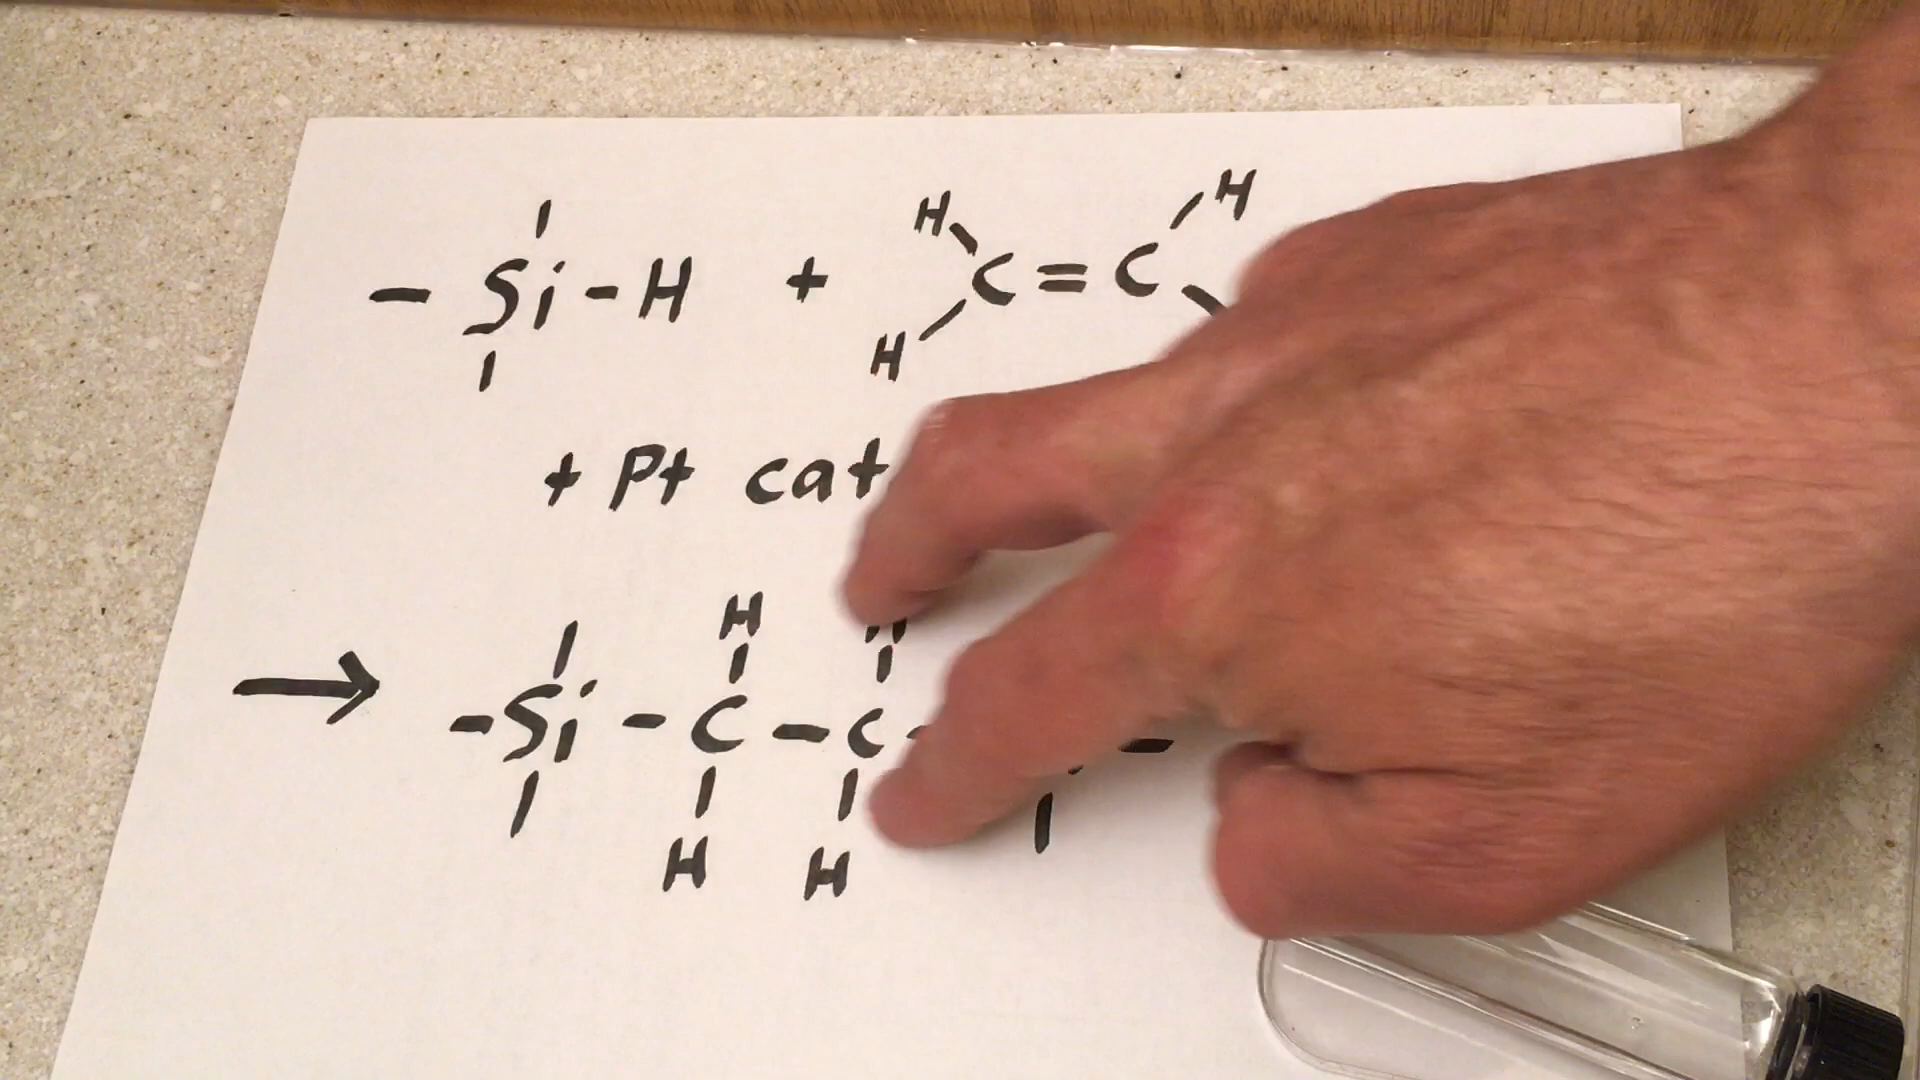 H H
- Si - H + C = C
H
+ Pt cat
H
→ - Si - C - C -
H H